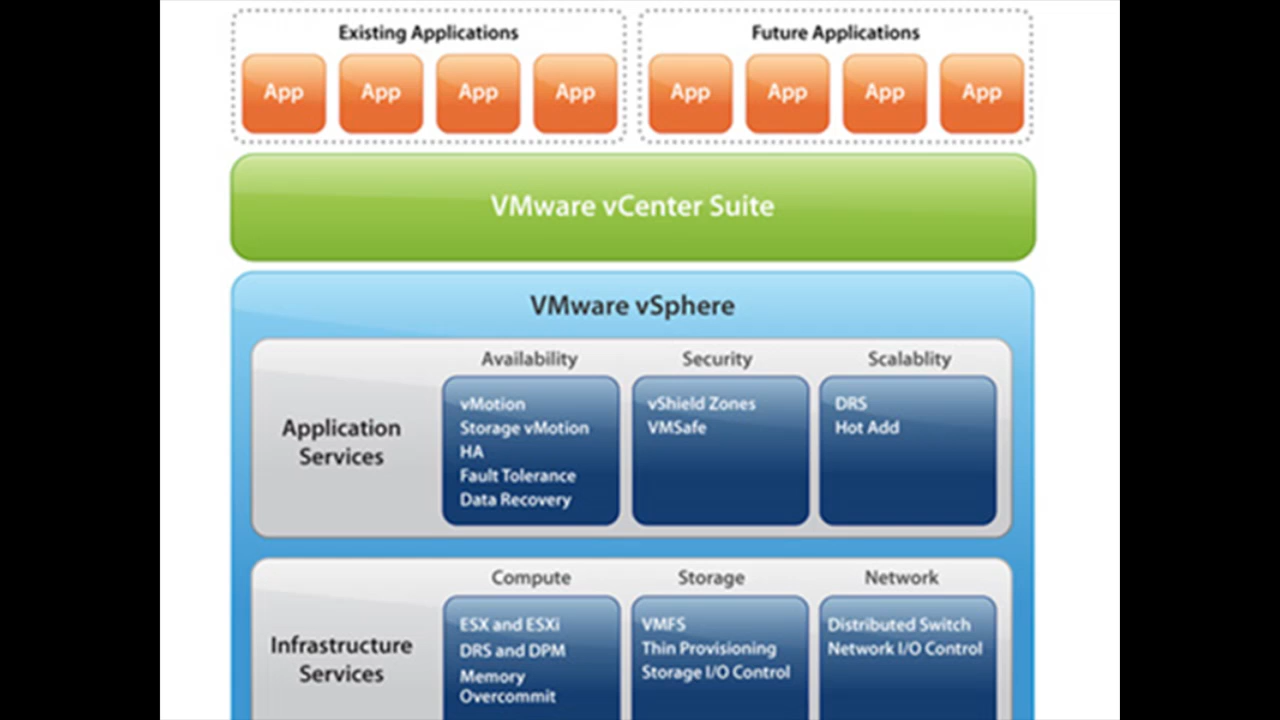 Existing Applications
Future Applications
App
App
App
App
App
App
App
App
VMware vCenter Suite
VMware vSphere
Application
Services
Availability
vMotion
Storage vMotion
HA
Fault Tolerance
Data Recovery
Security
vShield Zones
VMSafe
Scalablity
DRS
Hot Add
Infrastructure
Services
Compute
ESX and ESXi
DRS and DPM
Memory
Overcommit
Storage
VMFS
Thin Provisioning
Storage I/O Control
Network
Distributed Switch
Network I/O Control